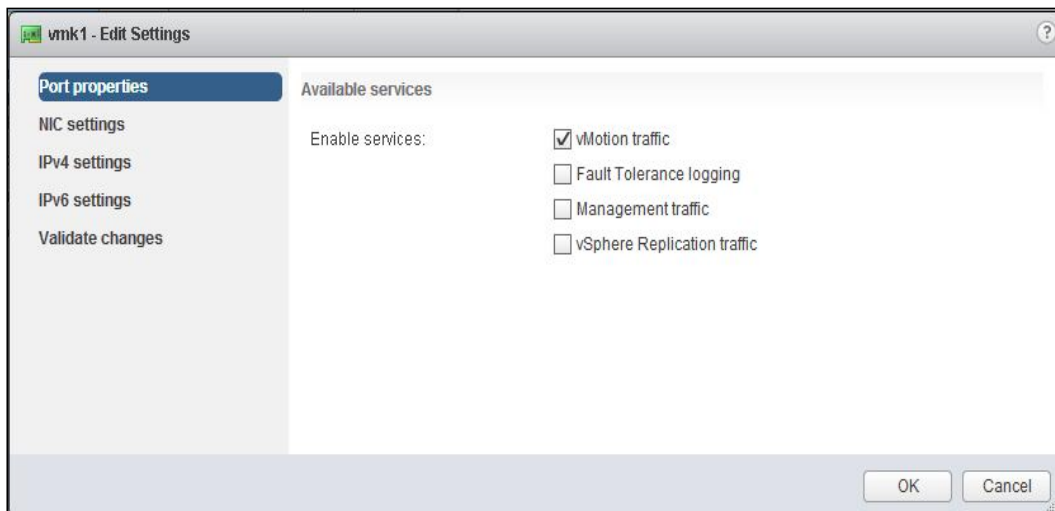 vmk1 - Edit Settings
?
Port properties
NIC settings
IPv4 settings
IPv6 settings
Validate changes
Available services
Enable services:
vMotion traffic
Fault Tolerance logging
Management traffic
vSphere Replication traffic
OK
Cancel